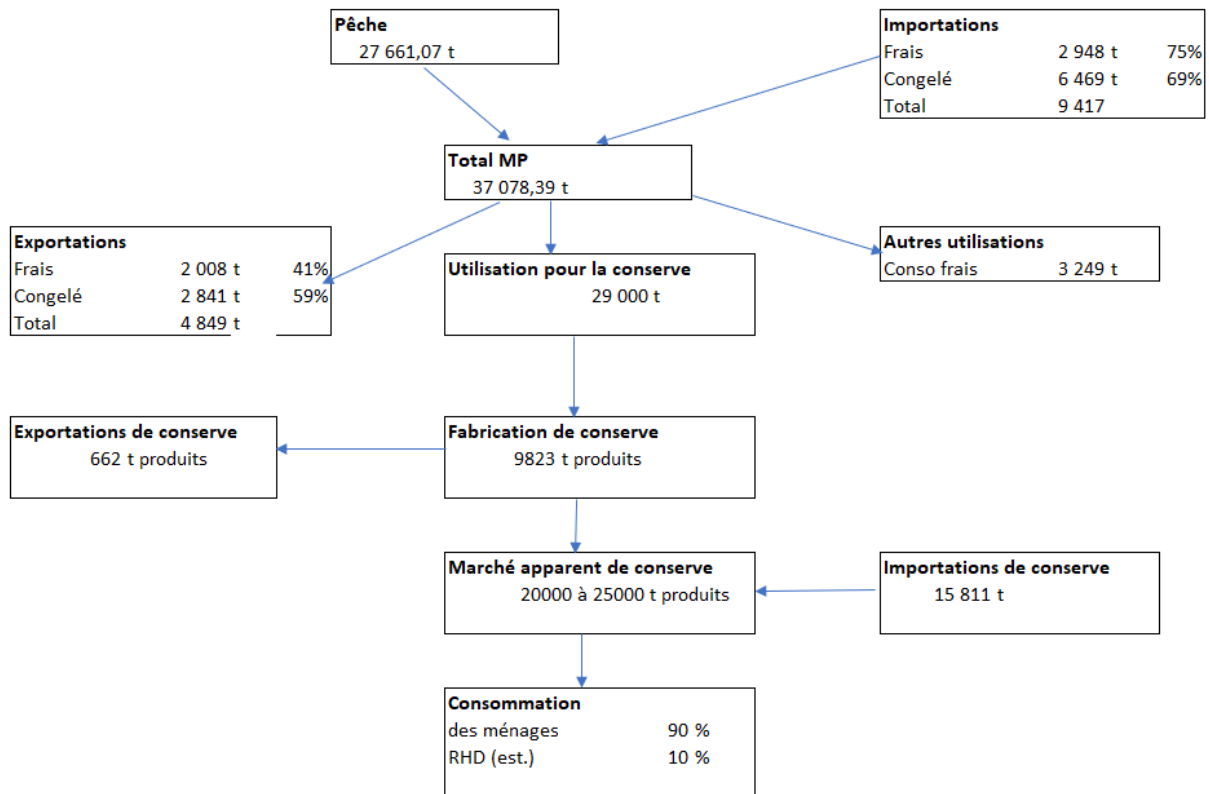 Pêche
27 661,07 t
Importations
Frais 2 948 t 75%
Congelé 6 469 t 69%
Total 9 417
Total MP
37 078,39 t
Exportations
Frais 2 008 t 41%
Congelé 2 841 t 59%
Total 4 849 t
Utilisation pour la conserve
29 000 t
Autres utilisations
Conso frais 3 249 t
Exportations de conserve
662 t produits
Fabrication de conserve
9823 t produits
Marché apparent de conserve
20000 à 25000 t produits
Importations de conserve
15 811 t
Consommation
des ménages 90 %
RHD (est.) 10 %